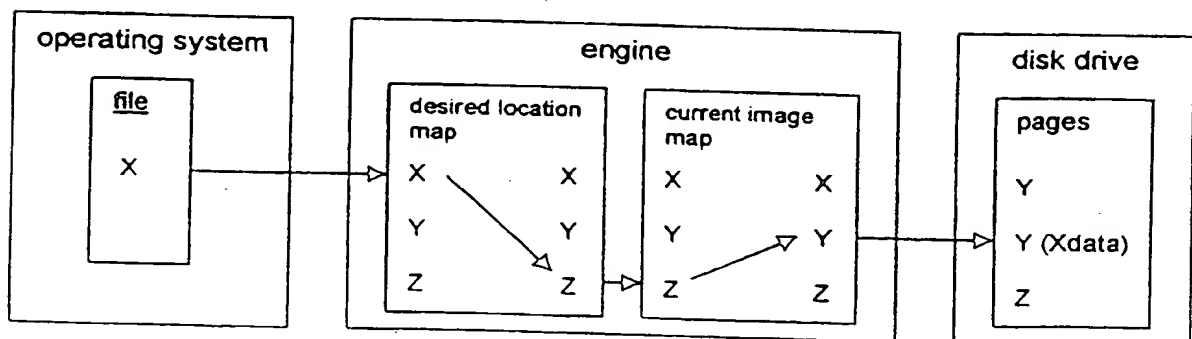 operating system
file
X
engine
desired location
map
X X
Y Y
Z Z
current image
map
X X
Y Y
Z Z
disk drive
pages
Y
Y (Xdata)
Z